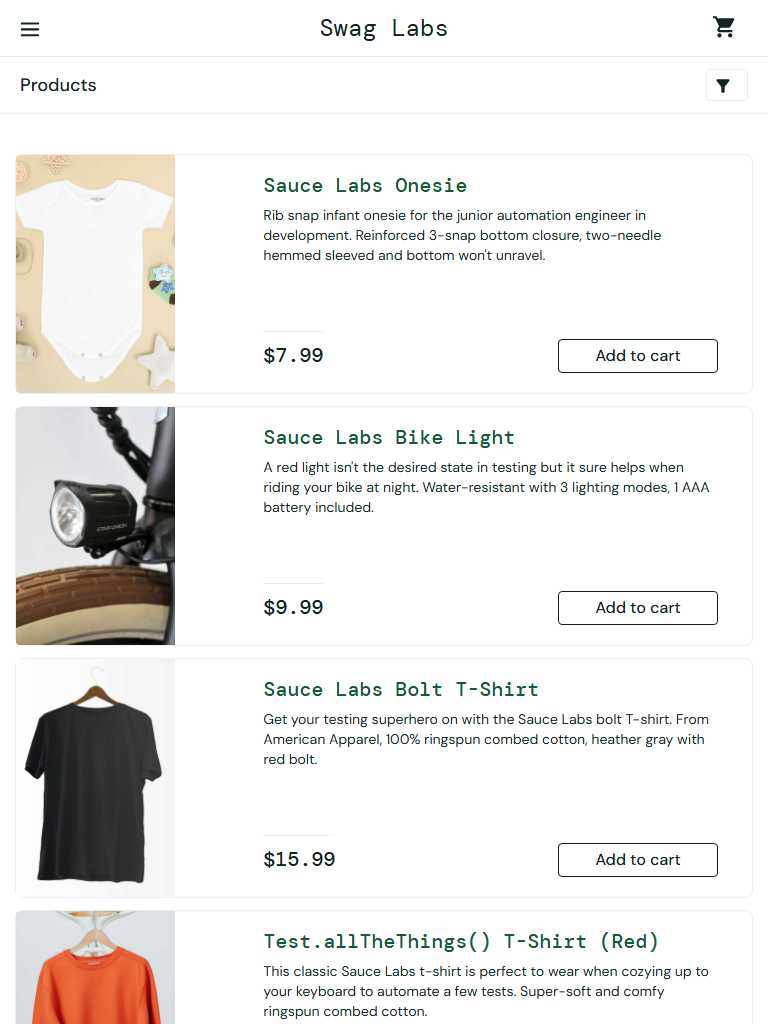 Swag Labs
Products
Sauce Labs Onesie
Rib snap infant onesie for the junior automation engineer in
development. Reinforced 3-snap bottom closure, two-needle
hemmed sleeved and bottom won't unravel.
$7.99
Add to cart
Sauce Labs Bike Light
A red light isn't the desired state in testing but it sure helps when
riding your bike at night. Water-resistant with 3 lighting modes, 1 AAA
battery included.
$9.99
Add to cart
Sauce Labs Bolt T-Shirt
Get your testing superhero on with the Sauce Labs bolt T-shirt. From
American Apparel, 100% ringspun combed cotton, heather gray with
red bolt.
$15.99
Add to cart
Test.allTheThings() T-Shirt (Red)
This classic Sauce Labs t-shirt is perfect to wear when cozying up to
your keyboard to automate a few tests. Super-soft and comfy
ringspun combed cotton.